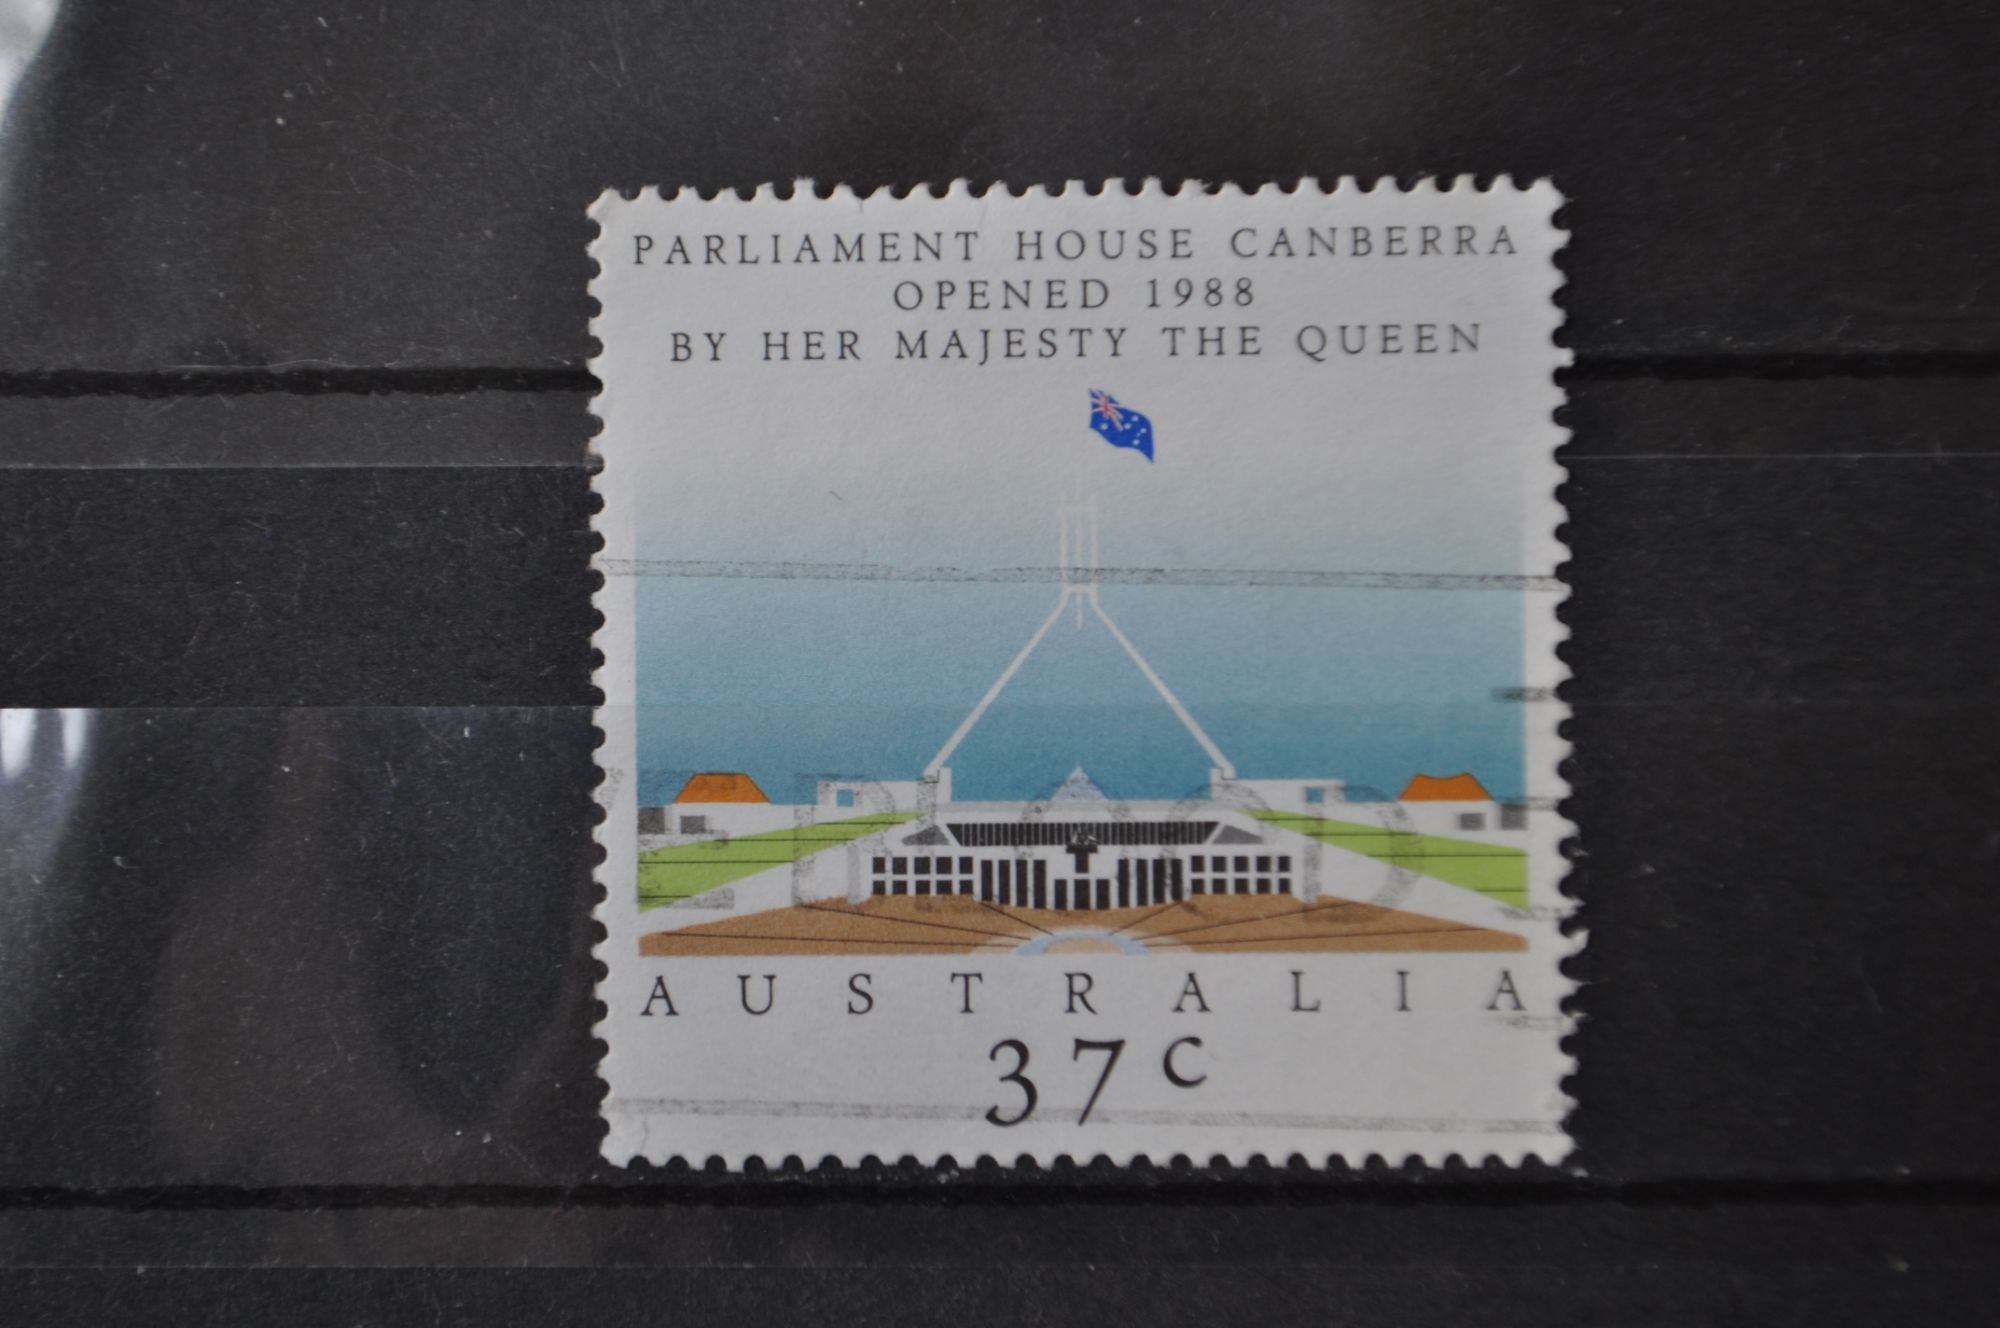 PARLIAMENT HOUSE CANBERRA
OPENED 1988
BY HER MAJESTY THE QUEEN
AUSTRALIA
37c